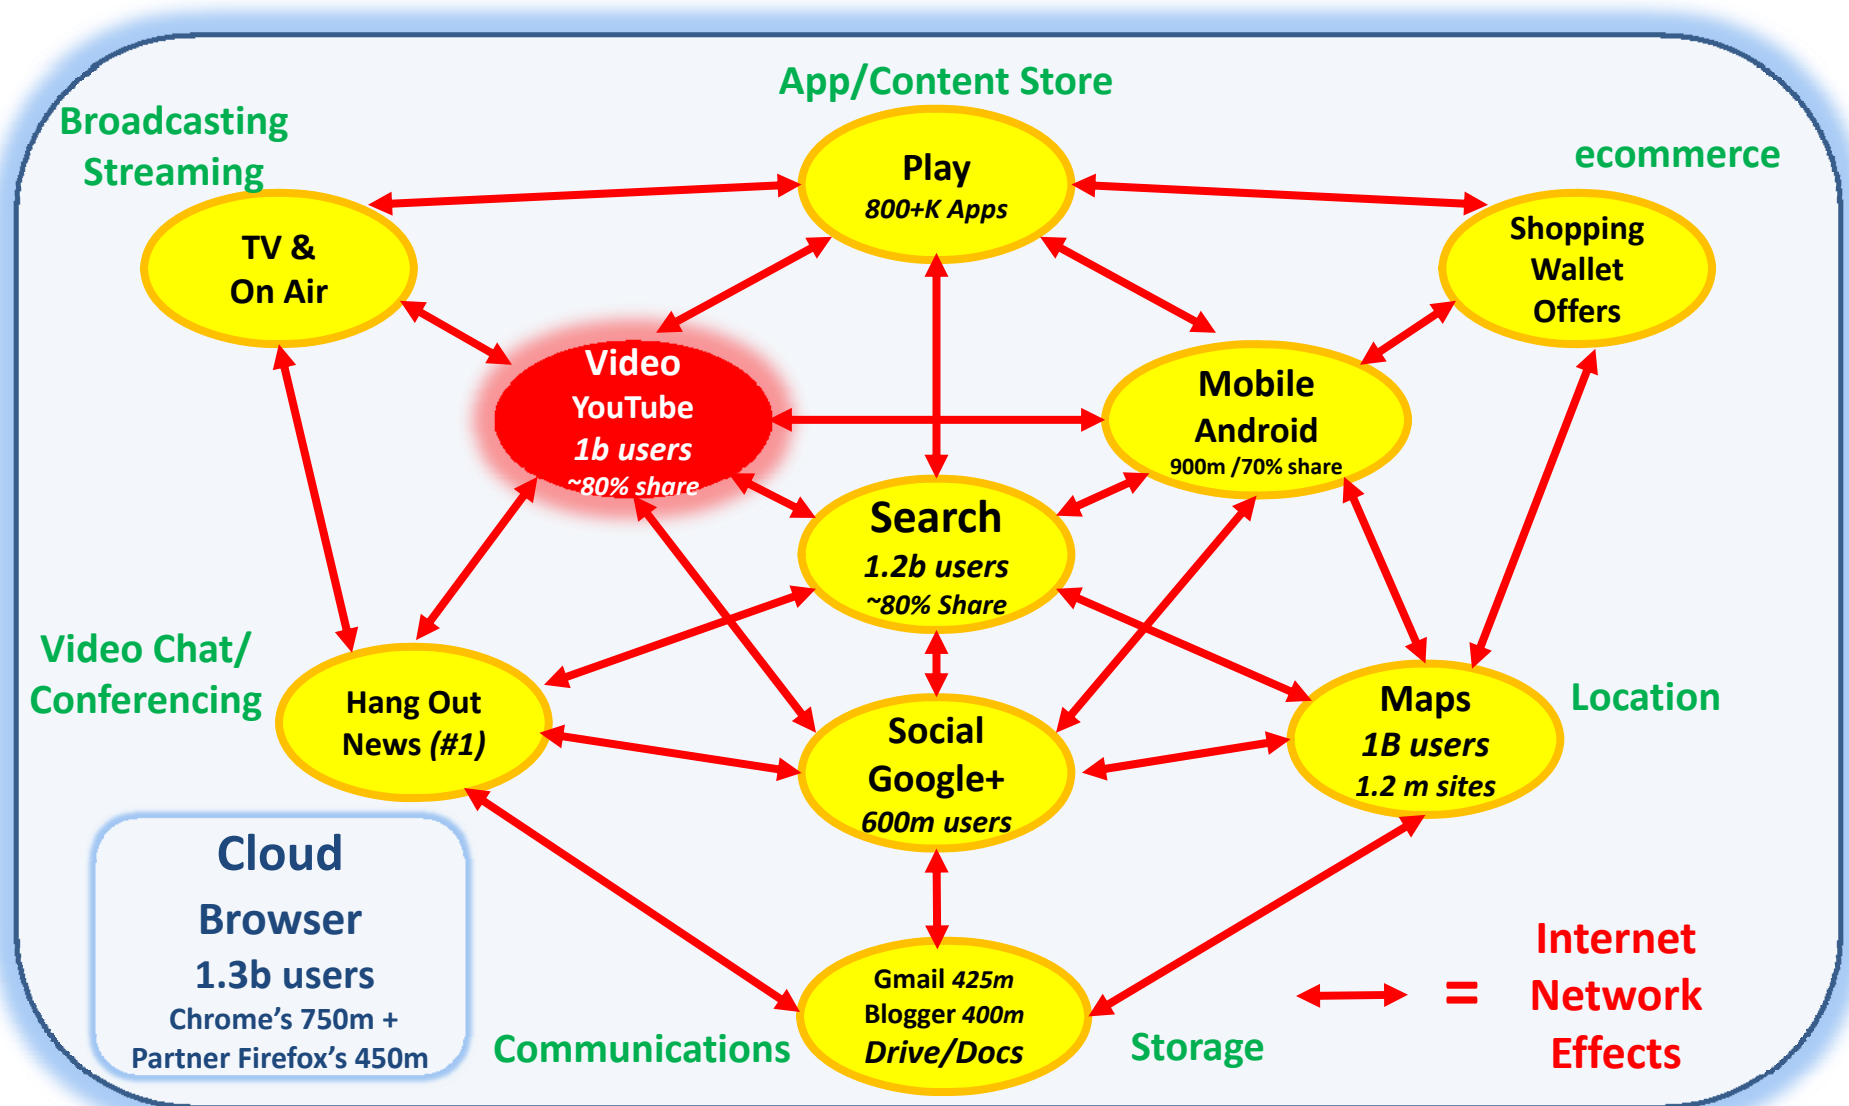 App/Content Store
Broadcasting
Streaming
ecommerce
Play
800+K Apps
TV &
On Air
Shopping
Wallet
Offers
Video
YouTube
1b users
~80% share
Mobile
Android
900m /70% share
Search
1.2b users
~80% Share
Video Chat/
Conferencing
Hang Out
News (#1)
Social
Google+
600m users
Maps
1B users
1.2 m sites
Location
Cloud
Browser
1.3b users
Chrome’s 750m +
Partner Firefox’s 450m
Communications
Gmail 425m
Blogger 400m
Drive/Docs
Storage
=
Internet
Network
Effects